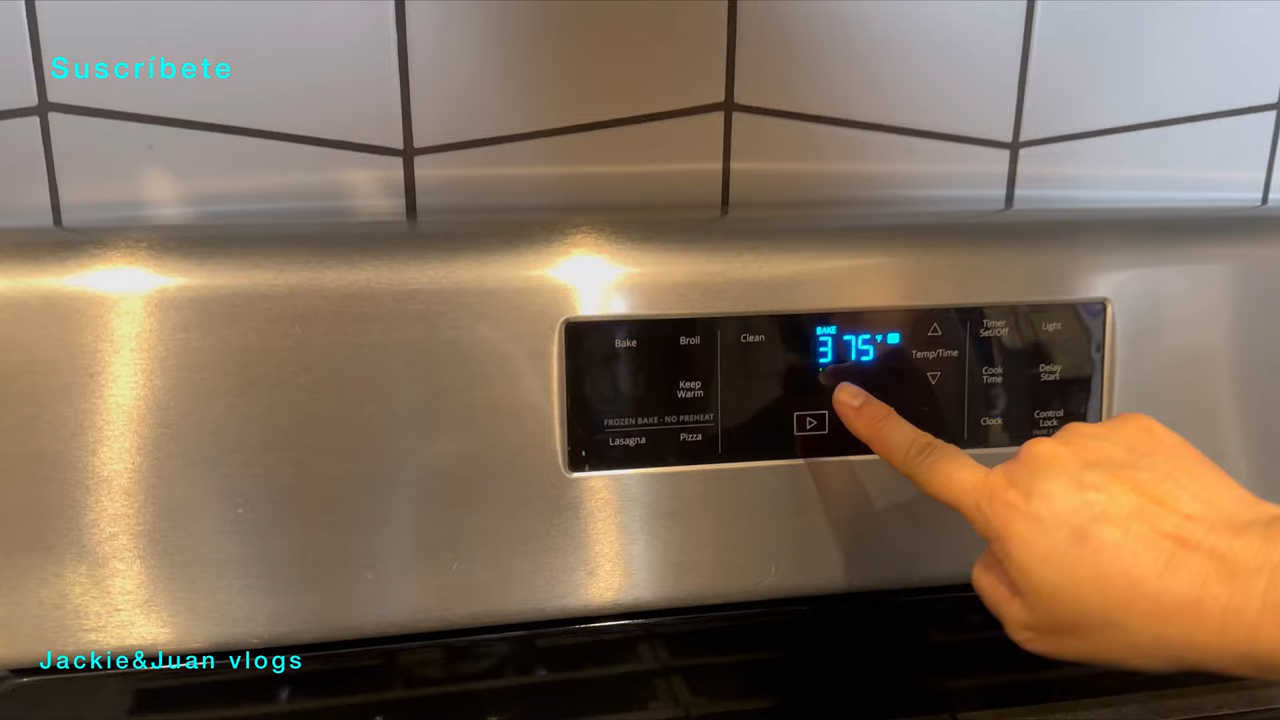 Suscríbete
Bake
Broil
Clean
BAKE
375 °F
Temp/Time
Timer
Set/Off
Light
Keep
Warm
Cook
Time
Delay
Start
FROZEN BAKE - NO PREHEAT
Lasagna
Pizza
Clock
Control
Lock
Jackie&Juan vlogs